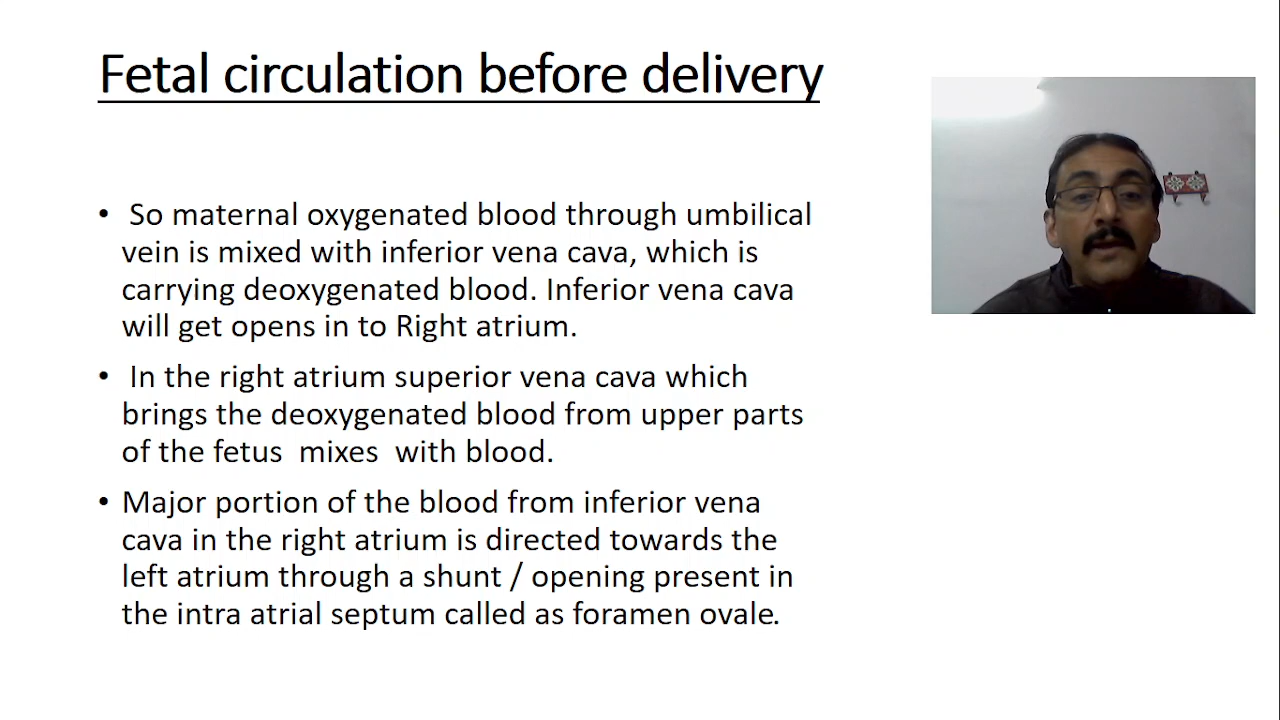 Fetal circulation before delivery
• So maternal oxygenated blood through umbilical
vein is mixed with inferior vena cava, which is
carrying deoxygenated blood. Inferior vena cava
will get opens in to Right atrium.
• In the right atrium superior vena cava which
brings the deoxygenated blood from upper parts
of the fetus  mixes  with blood.
• Major portion of the blood from inferior vena
cava in the right atrium is directed towards the
left atrium through a shunt / opening present in
the intra atrial septum called as foramen ovale.